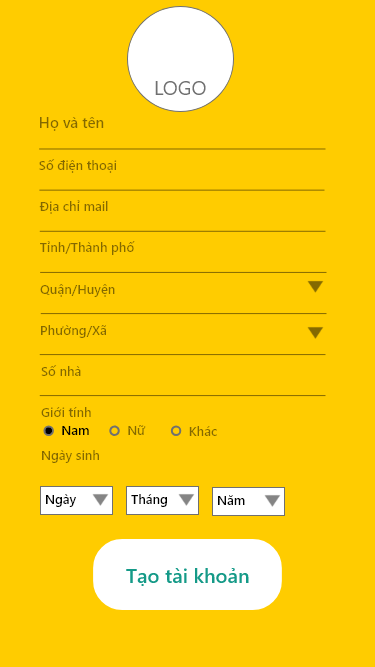 LOGO
Họ và tên
Số điện thoại
Địa chỉ mail
Tỉnh/Thành phố
Quận/Huyện
Phường/Xã
Số nhà
Giới tính
Nam Nữ Khác
Ngày sinh
Ngày Tháng Năm
Tạo tài khoản